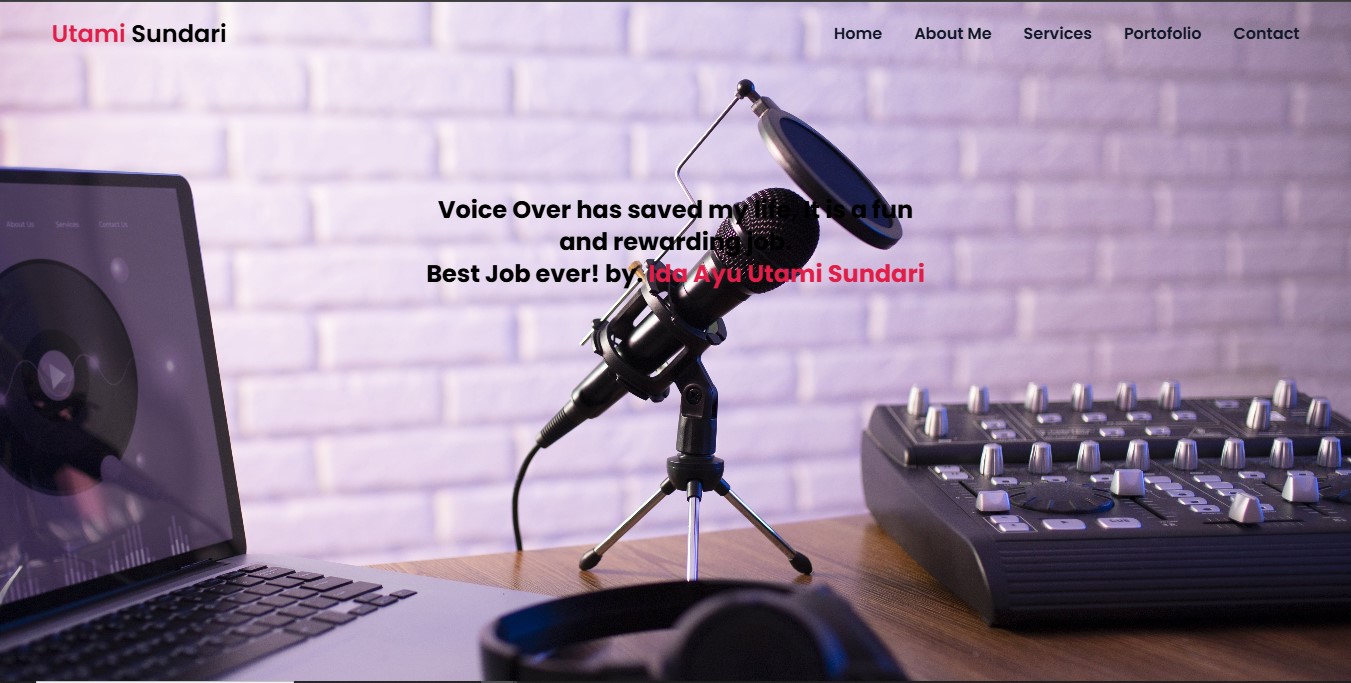 Utami Sundari
Home About Me Services Portofolio Contact
Voice Over has saved my life, It is a fun
and rewarding job.
Best Job ever! by. Ida Ayu Utami Sundari
About Us Services Contact Us